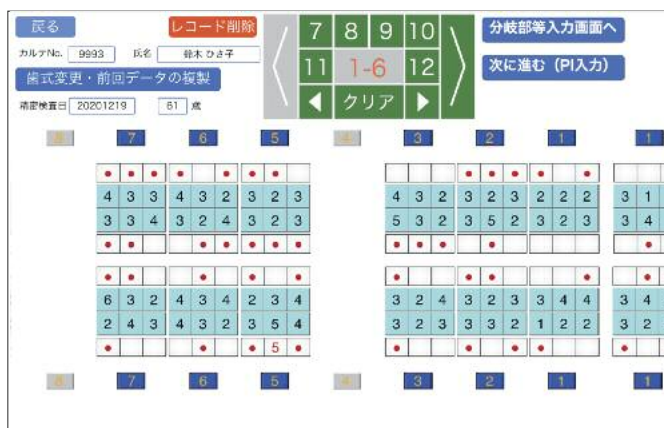 戻る レコード削除 7 8 9 10 分岐部等入力画面へ
カルテNo. 9993 氏名 鈴木 ひさ子
11 1-6 12 次に進む（PI入力）
歯式変更・前回データの複製
クリア
精密検査日 20201219 61 歳
8 7 6 5 4 3 2 1 1
4 3 3 4 3 2 3 2 3 4 3 2 3 2 3 2 2 2 3 1
3 3 4 3 2 4 3 2 3 5 3 2 3 5 2 3 2 3 3 4
6 3 2 4 3 4 2 3 4 3 2 4 3 2 3 3 4 4 3 4
2 4 3 4 3 2 3 5 4 3 2 3 3 3 2 1 2 2 3 2
5
8 7 6 5 4 3 2 1 1